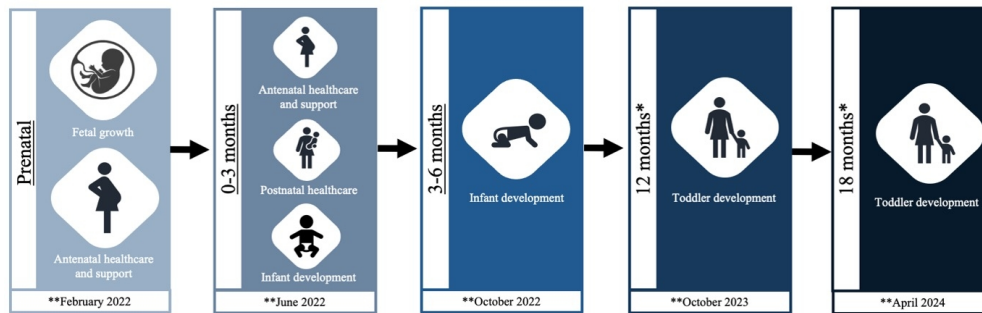 Prenatal
Fetal growth
Antenatal healthcare
and support
**February 2022
0-3 months
Antenatal healthcare
and support
Postnatal healthcare
Infant development
**June 2022
3-6 months
Infant development
**October 2022
12 months*
Toddler development
**October 2023
18 months*
Toddler development
**April 2024